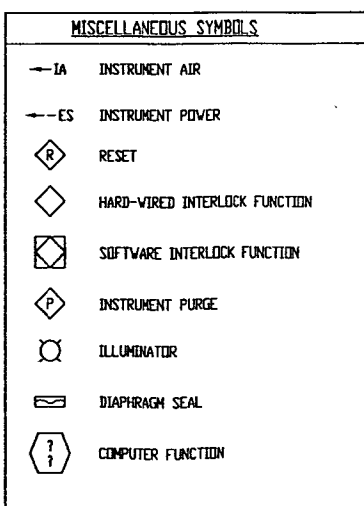 MISCELLANEOUS SYMBOLS
IA INSTRUMENT AIR
ES INSTRUMENT POWER
R RESET
HARD-WIRED INTERLOCK FUNCTION
SOFTWARE INTERLOCK FUNCTION
P INSTRUMENT PURGE
ILLUMINATOR
DIAPHRAGM SEAL
? ? COMPUTER FUNCTION